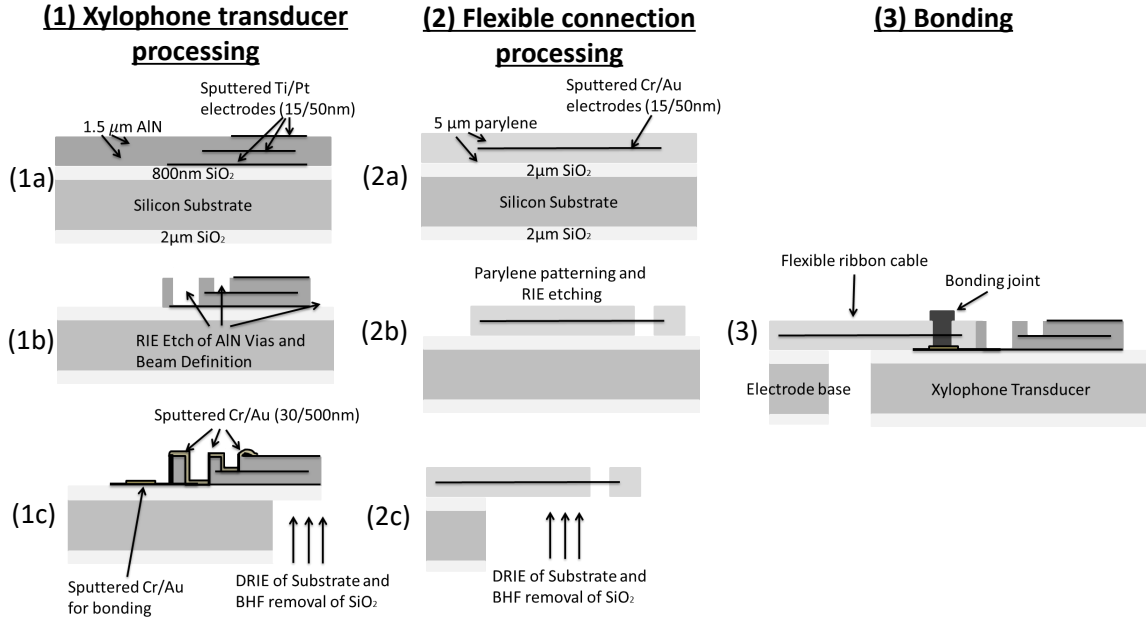 (1) Xylophone transducer
processing
Sputtered Ti/Pt
electrodes (15/50nm)
1.5 µm AlN
(1a)
800nm SiO₂
Silicon Substrate
2µm SiO₂
(1b)
RIE Etch of AlN Vias and
Beam Definition
Sputtered Cr/Au (30/500nm)
(1c)
Sputtered Cr/Au
for bonding
DRIE of Substrate and
BHF removal of SiO₂
(2) Flexible connection
processing
Sputtered Cr/Au
electrodes (15/50nm)
5 µm parylene
(2a)
2µm SiO₂
Silicon Substrate
2µm SiO₂
Parylene patterning and
RIE etching
(2b)
(2c)
DRIE of Substrate and
BHF removal of SiO₂
(3) Bonding
Flexible ribbon cable
Bonding joint
(3)
Electrode base
Xylophone Transducer